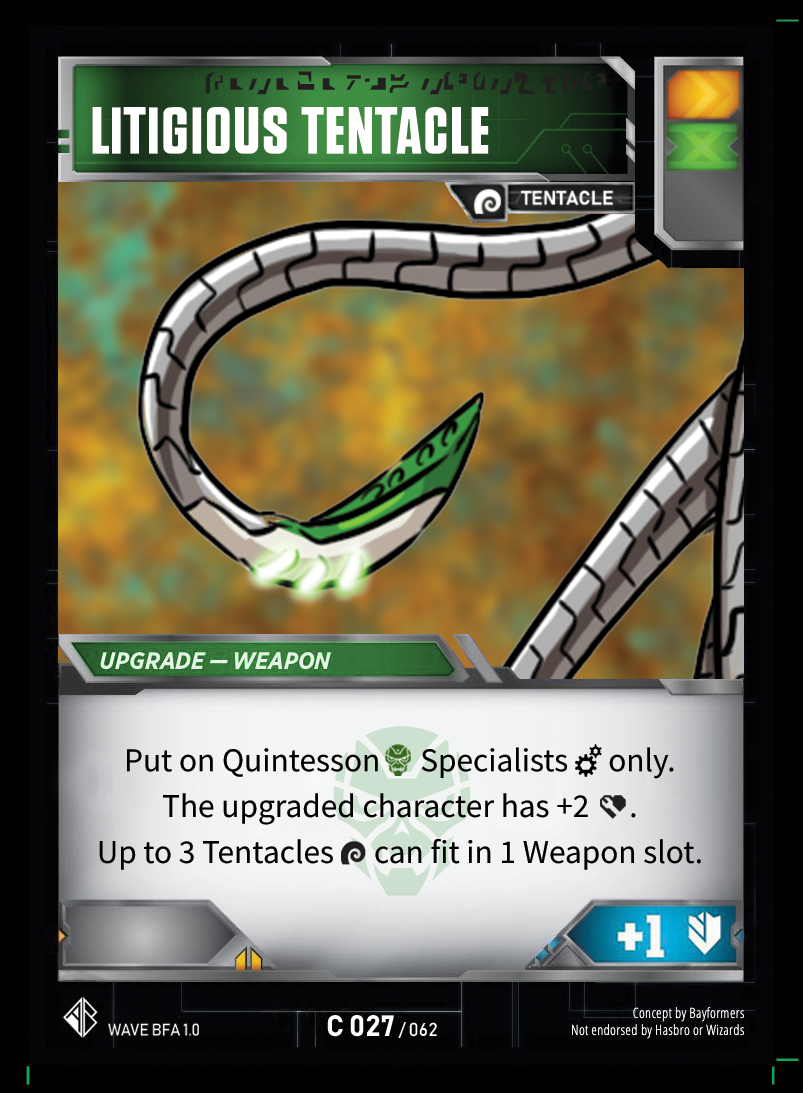 LITIGIOUS TENTACLE
TENTACLE
UPGRADE — WEAPON
Put on Quintesson Specialists only.
The upgraded character has +2 .
Up to 3 Tentacles can fit in 1 Weapon slot.
+1
WAVE BFA 1.0
C 027/062
Concept by Bayformers
Not endorsed by Hasbro or Wizards